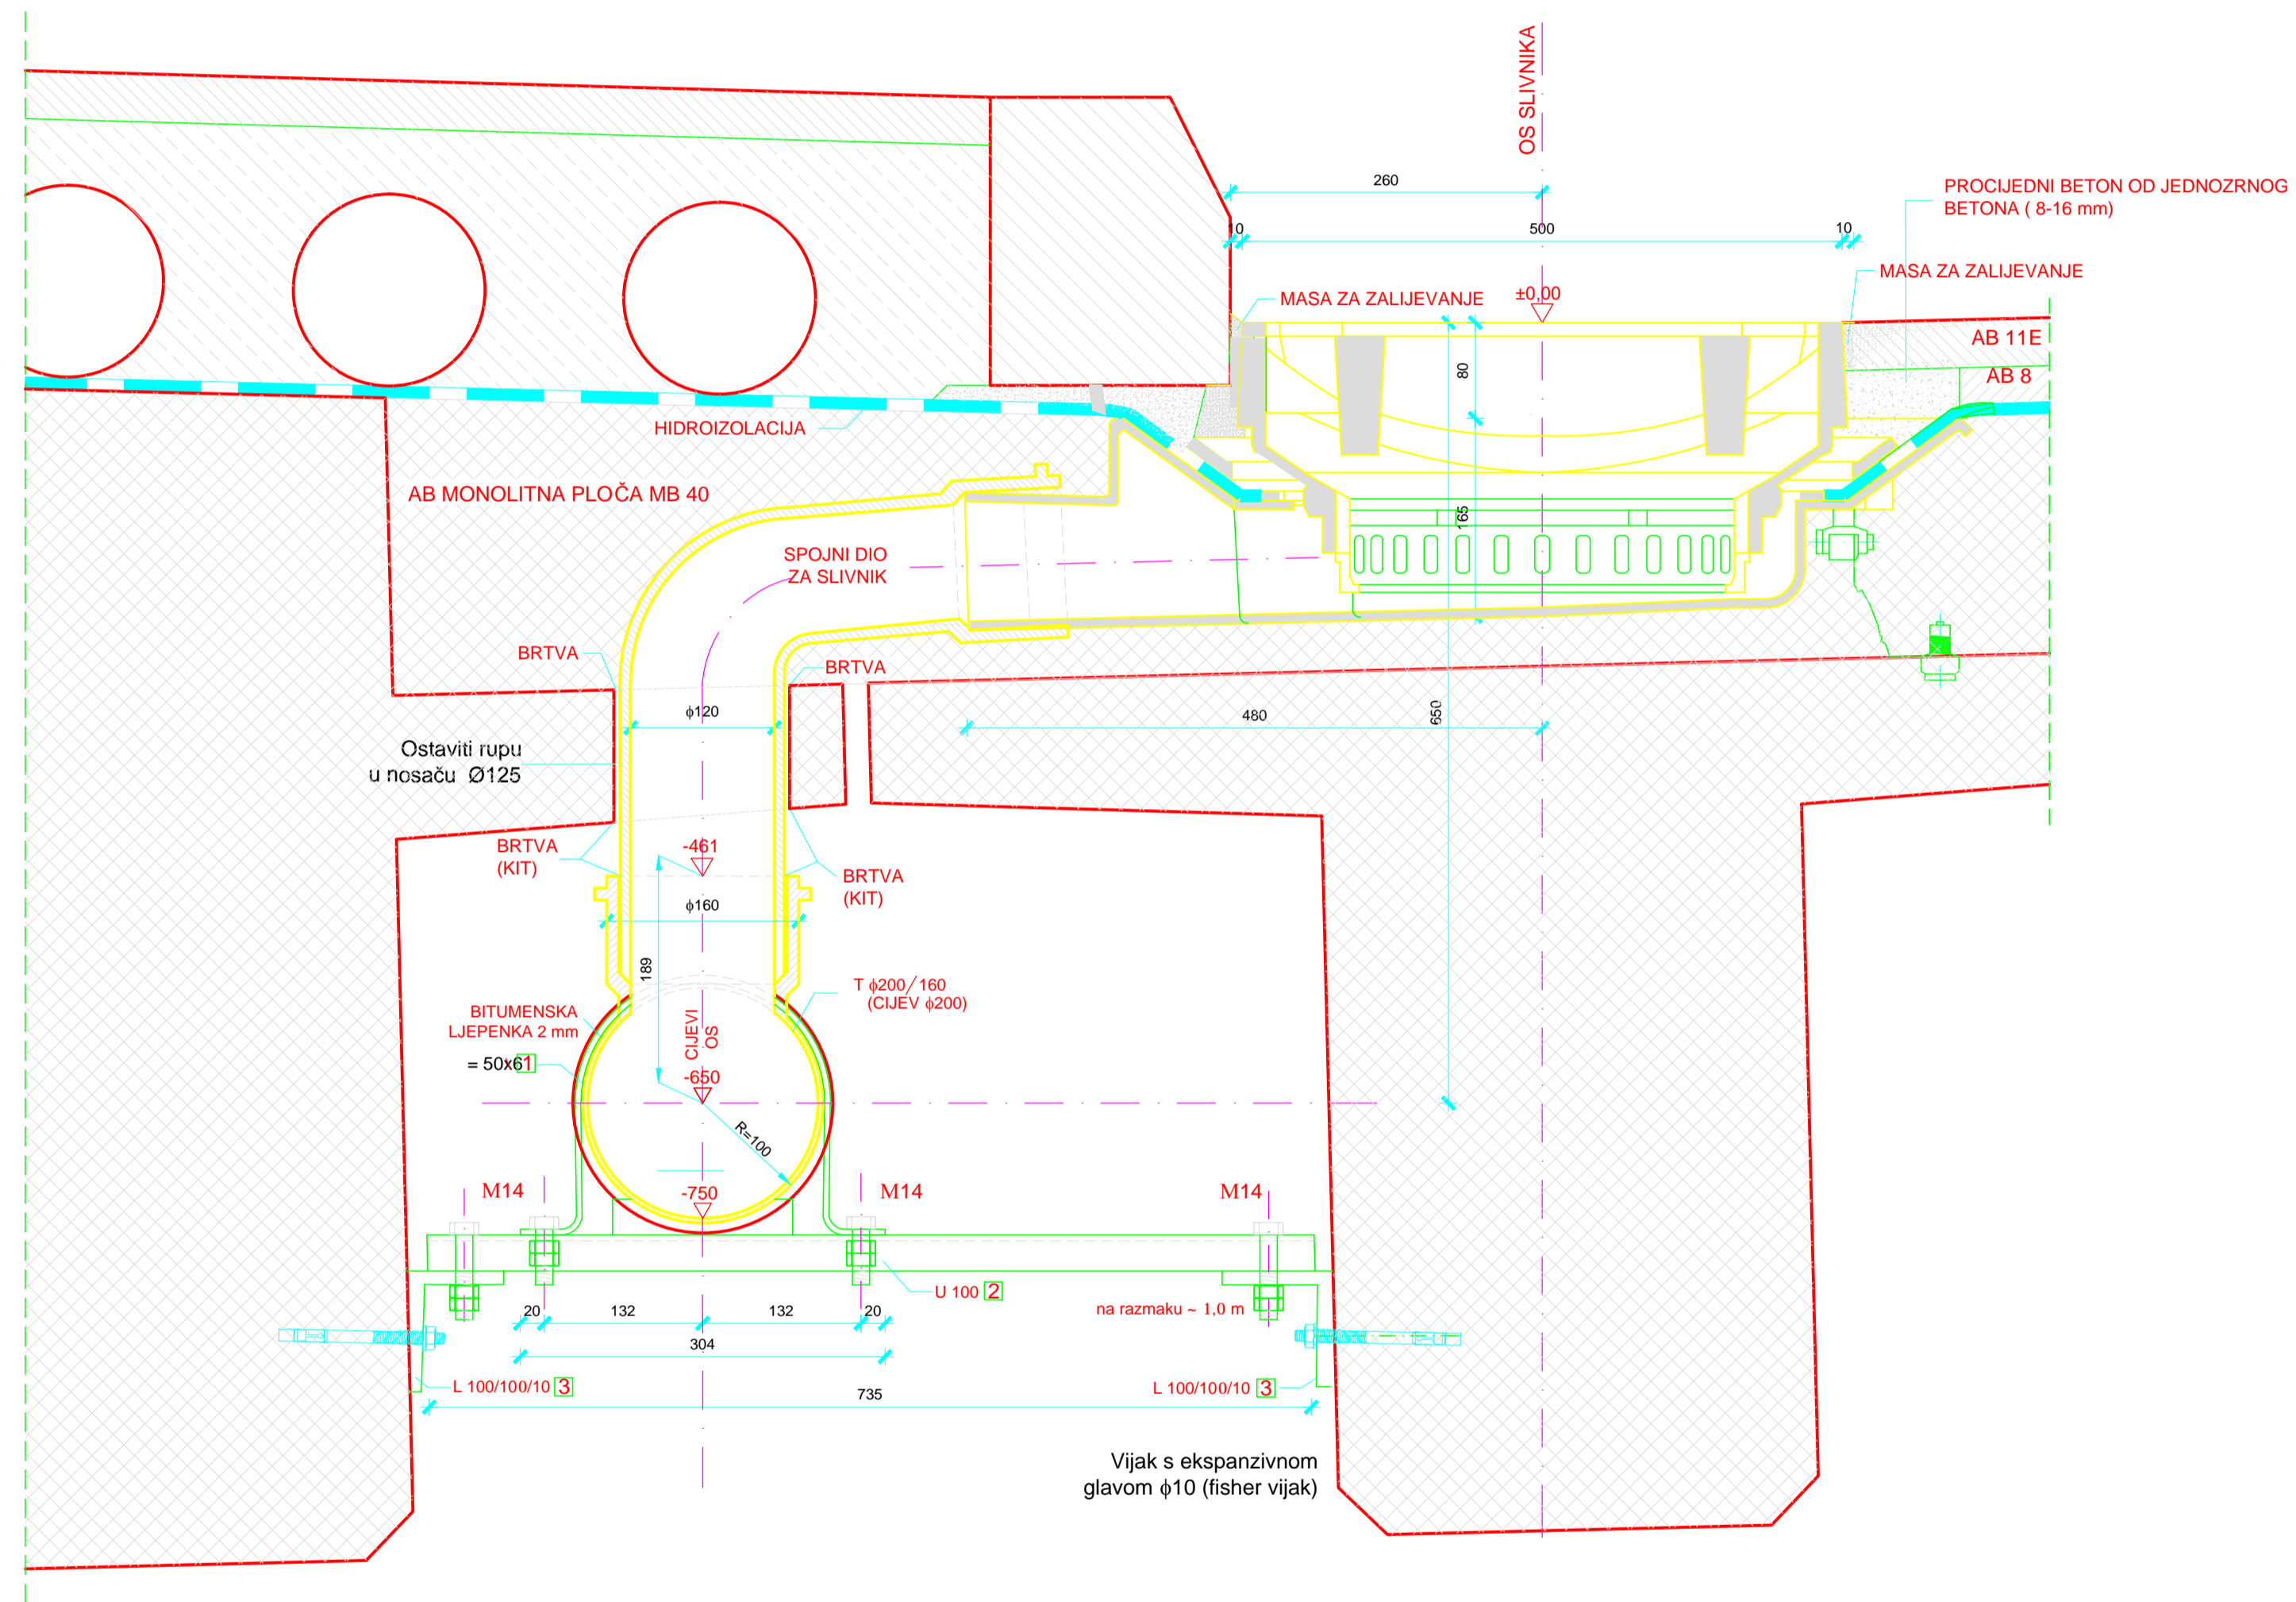 OS SLIVNIKA
260
PROCIJEDNI BETON OD JEDNOZRNOG
BETONA ( 8-16 mm)
10
500
10
MASA ZA ZALIJEVANJE
MASA ZA ZALIJEVANJE
±0,00
AB 11E
AB 8
80
HIDROIZOLACIJA
AB MONOLITNA PLOČA MB 40
165
SPOJNI DIO
ZA SLIVNIK
BRTVA
BRTVA
ϕ120
480
650
Ostaviti rupu
u nosaču Ø125
BRTVA
(KIT)
-461
BRTVA
(KIT)
ϕ160
189
T ϕ200/160
(CIJEV ϕ200)
BITUMENSKA
LJEPENKA 2 mm
CIJEVI
OS
= 50x6 1
-650
R=100
M14
-750
M14
M14
U 100 2
20
132
132
20
na razmaku ~ 1,0 m
304
L 100/100/10 3
735
L 100/100/10 3
Vijak s ekspanzivnom
glavom ϕ10 (fisher vijak)